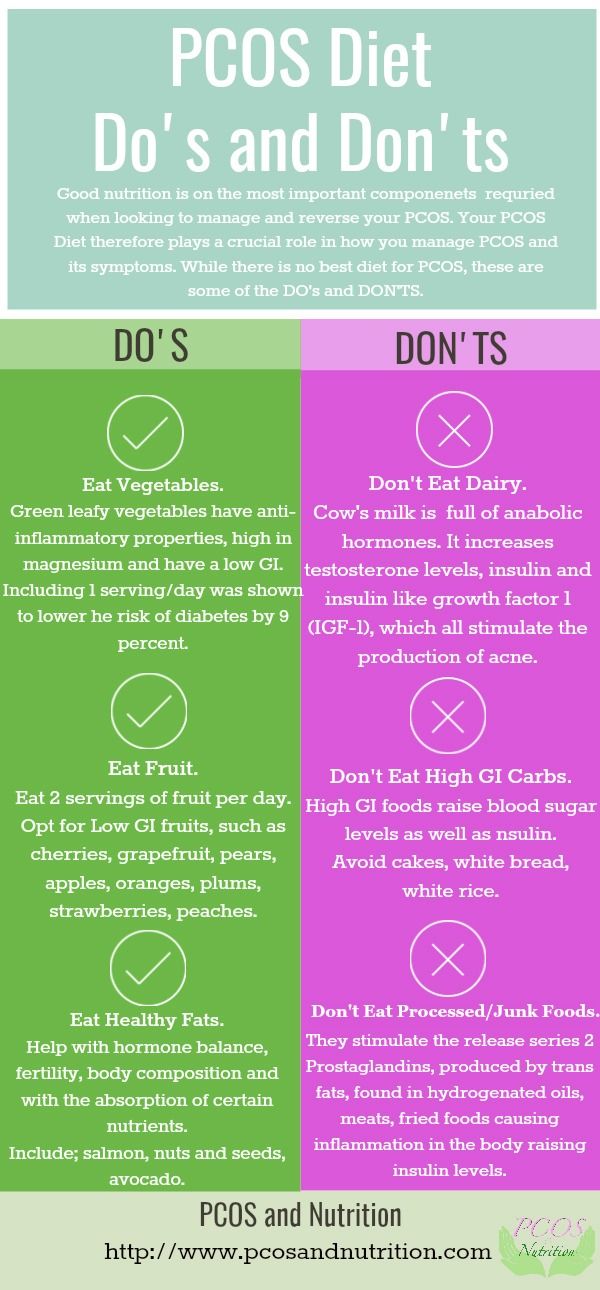 PCOS Diet
Do's and Don'ts
Good nutrition is on the most important componenets requried
when looking to manage and reverse your PCOS. Your PCOS
Diet therefore plays a crucial role in how you manage PCOS and
its symptoms. While there is no best diet for PCOS, these are
some of the DO's and DON'TS.
DO'S
Eat Vegetables.
Green leafy vegetables have anti-
inflammatory properties, high in
magnesium and have a low GI.
Including 1 serving/day was shown
to lower he risk of diabetes by 9
percent.
Eat Fruit.
Eat 2 servings of fruit per day.
Opt for Low GI fruits, such as
cherries, grapefruit, pears,
apples, oranges, plums,
strawberries, peaches.
Eat Healthy Fats.
Help with hormone balance,
fertility, body composition and
with the absorption of certain
nutrients.
Include; salmon, nuts and seeds,
avocado.
DON'TS
Don't Eat Dairy.
Cow's milk is full of anabolic
hormones. It increases
testosterone levels, insulin and
insulin like growth factor 1
(IGF-1), which all stimulate the
production of acne.
Don't Eat High GI Carbs.
High GI foods raise blood sugar
levels as well as nsulin.
Avoid cakes, white bread,
white rice.
Don't Eat Processed/Junk Foods.
They stimulate the release series 2
Prostaglandins, produced by trans
fats, found in hydrogenated oils,
meats, fried foods causing
inflammation in the body raising
insulin levels.
PCOS and Nutrition
http://www.pcosandnutrition.com
PCOS
Nutrition